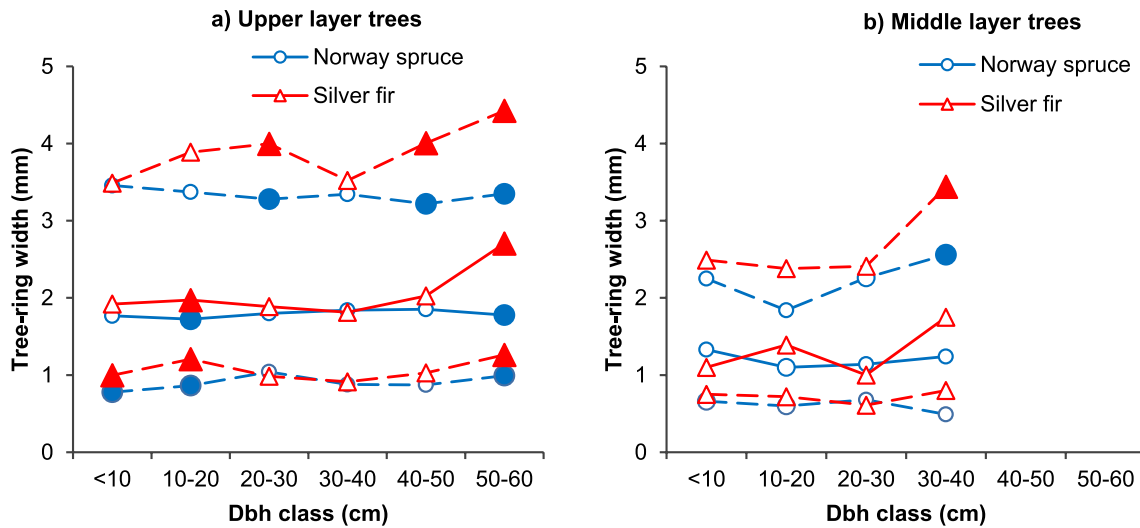 a) Upper layer trees
Norway spruce
Silver fir
5
4
3
2
1
0
Tree-ring width (mm)
<10 10-20 20-30 30-40 40-50 50-60
Dbh class (cm)
b) Middle layer trees
Norway spruce
Silver fir
5
4
3
2
1
0
Tree-ring width (mm)
<10 10-20 20-30 30-40 40-50 50-60
Dbh class (cm)